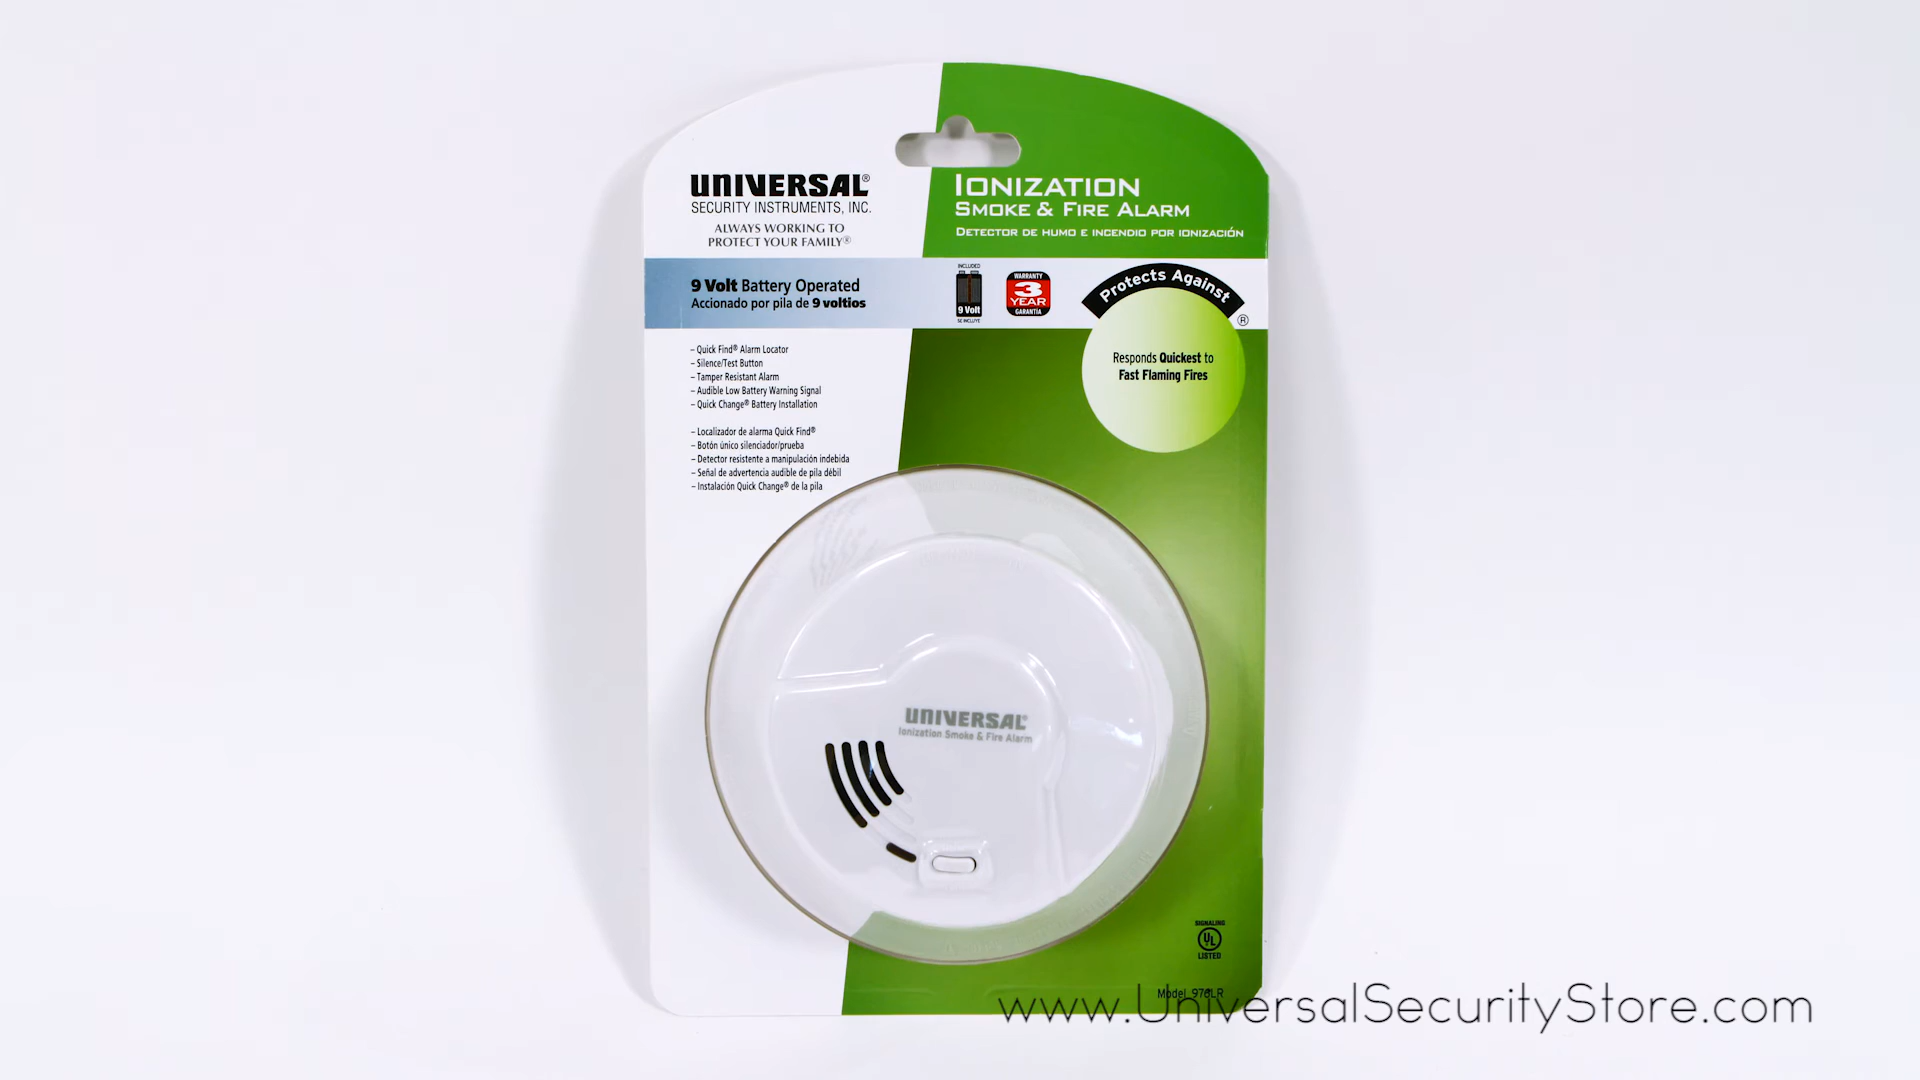 UNIVERSAL®
SECURITY INSTRUMENTS, INC.
ALWAYS WORKING TO
PROTECT YOUR FAMILY®
IONIZATION
SMOKE & FIRE ALARM
DETECTOR DE HUMO E INCENDIO POR IONIZACIÓN
9 Volt Battery Operated
Accionado por pila de 9 voltios
INCLUDED
9 Volt
SE INCLUYE
WARRANTY
3
YEAR
GARANTÍA
Protects Against
®
Responds Quickest to
Fast Flaming Fires
– Quick Find® Alarm Locator
– Silence/Test Button
– Tamper Resistant Alarm
– Audible Low Battery Warning Signal
– Quick Change® Battery Installation
– Localizador de alarma Quick Find®
– Botón único silenciador/prueba
– Detector resistente a manipulación indebida
– Señal de advertencia audible de pila débil
– Instalación Quick Change® de la pila
UNIVERSAL®
Ionization Smoke & Fire Alarm
SIGNALING
UL
LISTED
Model
www.UniversalSecurityStore.com